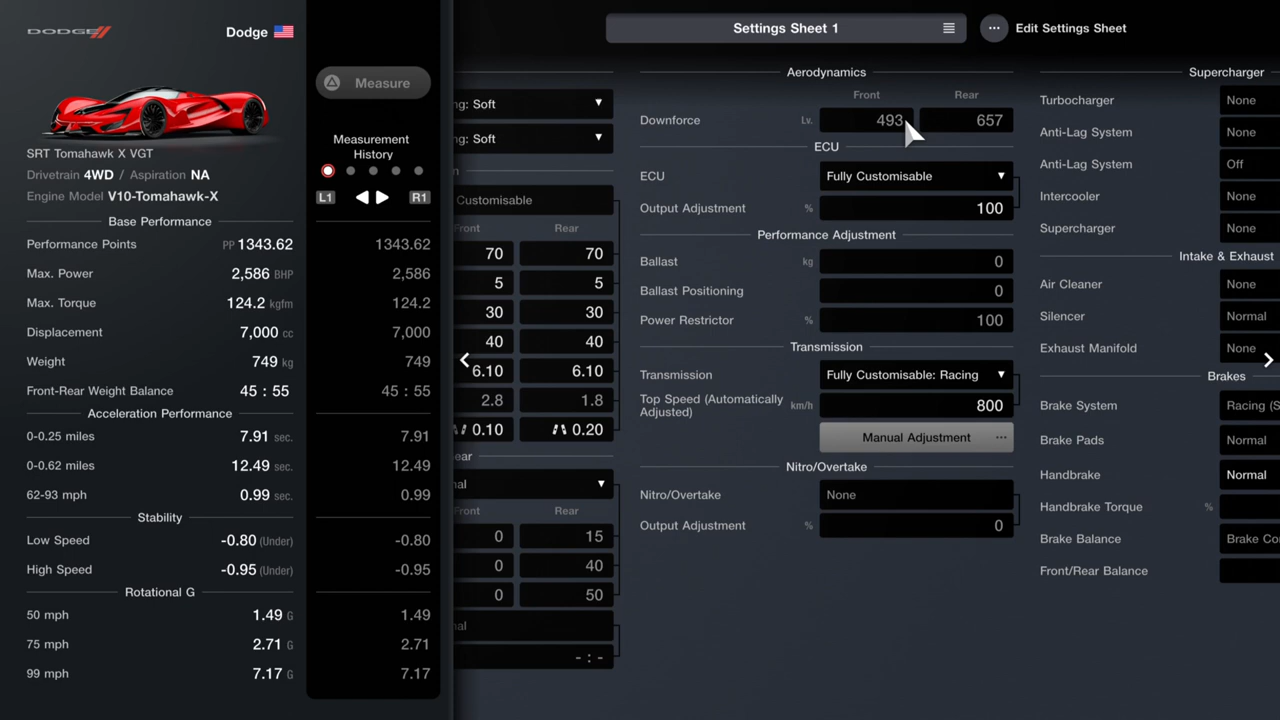 DODGE
Dodge
SRT Tomahawk X VGT
Drivetrain 4WD / Aspiration NA
Engine Model V10-Tomahawk-X
Base Performance
Performance Points PP 1343.62
Max. Power 2,586 BHP
Max. Torque 124.2 kgfm
Displacement 7,000 cc
Weight 749 kg
Front-Rear Weight Balance 45 : 55
Acceleration Performance
0-0.25 miles 7.91 sec.
0-0.62 miles 12.49 sec.
62-93 mph 0.99 sec.
Stability
Low Speed -0.80 (Under)
High Speed -0.95 (Under)
Rotational G
50 mph 1.49 G
75 mph 2.71 G
99 mph 7.17 G
Measure
Measurement
History
L1 R1
1343.62
2,586
124.2
7,000
749
45 : 55
7.91
12.49
0.99
-0.80
-0.95
1.49
2.71
7.17
Settings Sheet 1
Edit Settings Sheet
ng: Soft
ng: Soft
Customisable
Front Rear
70 70
5 5
30 30
40 40
6.10 6.10
2.8 1.8
0.10 0.20
ear
nal
Front Rear
0 15
0 40
0 50
nal
- : -
Aerodynamics
Front Rear
Downforce Lv. 493 657
ECU
ECU Fully Customisable
Output Adjustment % 100
Performance Adjustment
Ballast kg 0
Ballast Positioning 0
Power Restrictor % 100
Transmission
Transmission Fully Customisable: Racing
Top Speed (Automatically
Adjusted) km/h 800
Manual Adjustment
Nitro/Overtake
Nitro/Overtake None
Output Adjustment % 0
Supercharger
Turbocharger None
Anti-Lag System None
Anti-Lag System Off
Intercooler None
Supercharger None
Intake & Exhaust
Air Cleaner None
Silencer Normal
Exhaust Manifold None
Brakes
Brake System Racing (S
Brake Pads Normal
Handbrake Normal
Handbrake Torque %
Brake Balance Brake Co
Front/Rear Balance